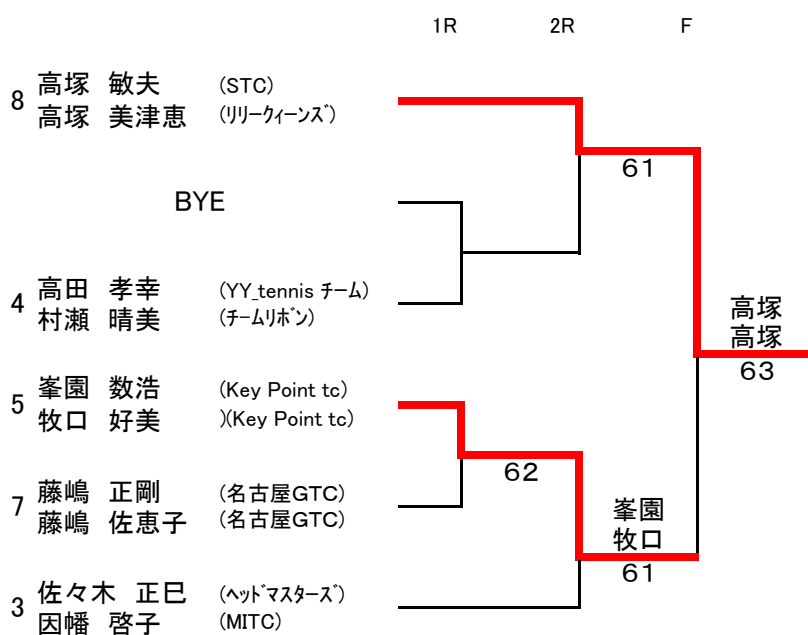 1R 2R F
8 高塚 敏夫 (STC)
高塚 美津恵 (ﾘﾘｰクィーンズ)
61
BYE
4 高田 孝幸 (YY_tennis チーム)
村瀬 晴美 (チームリボン)
高塚
高塚
63
5 峯園 数浩 (Key Point tc)
牧口 好美 )(Key Point tc)
62
7 藤嶋 正剛 (名古屋GTC)
藤嶋 佐恵子 (名古屋GTC)
峯園
牧口
61
3 佐々木 正巳 (ヘッドマスターズ)
因幡 啓子 (MITC)